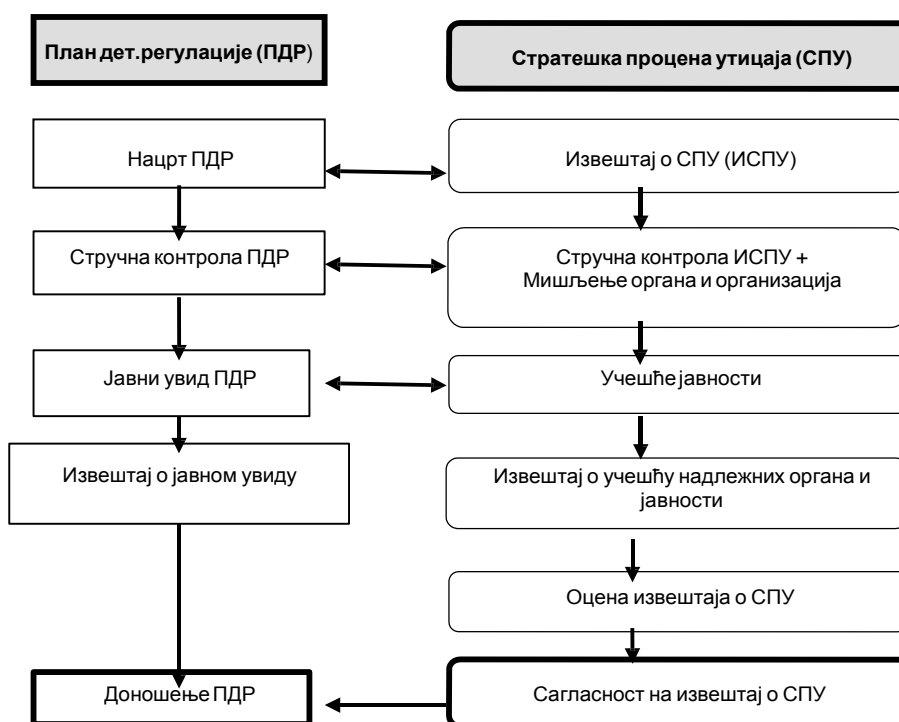 План дет.регулације (ПДР)
Стратешка процена утицаја (СПУ)
Нацрт ПДР
Извештај о СПУ (ИСПУ)
Стручна контрола ПДР
Стручна контрола ИСПУ +
Мишљење органа и организација
Јавни увид ПДР
Учешће јавности
Извештај о јавном увиду
Извештај о учешћу надлежних органа и
јавности
Оцена извештаја о СПУ
Доношење ПДР
Сагласност на извештај о СПУ